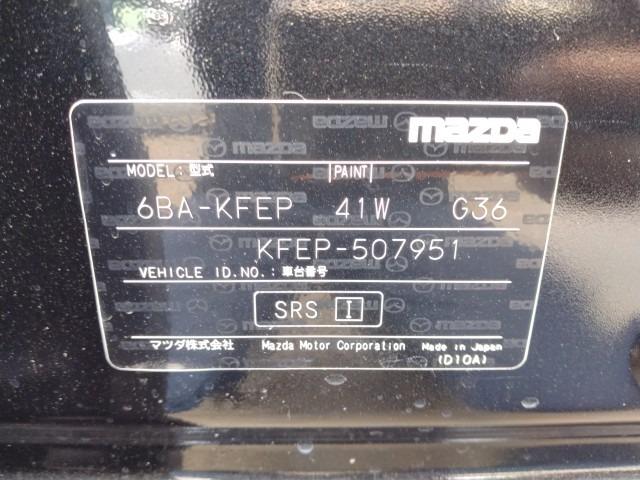 mazda
MODEL:型式 PAINT
6BA-KFEP 41W G36
KFEP-507951
VEHICLE ID.NO.:車台番号
SRS I
マツダ株式会社 Mazda Motor Corporation Made in Japan
(D10A)